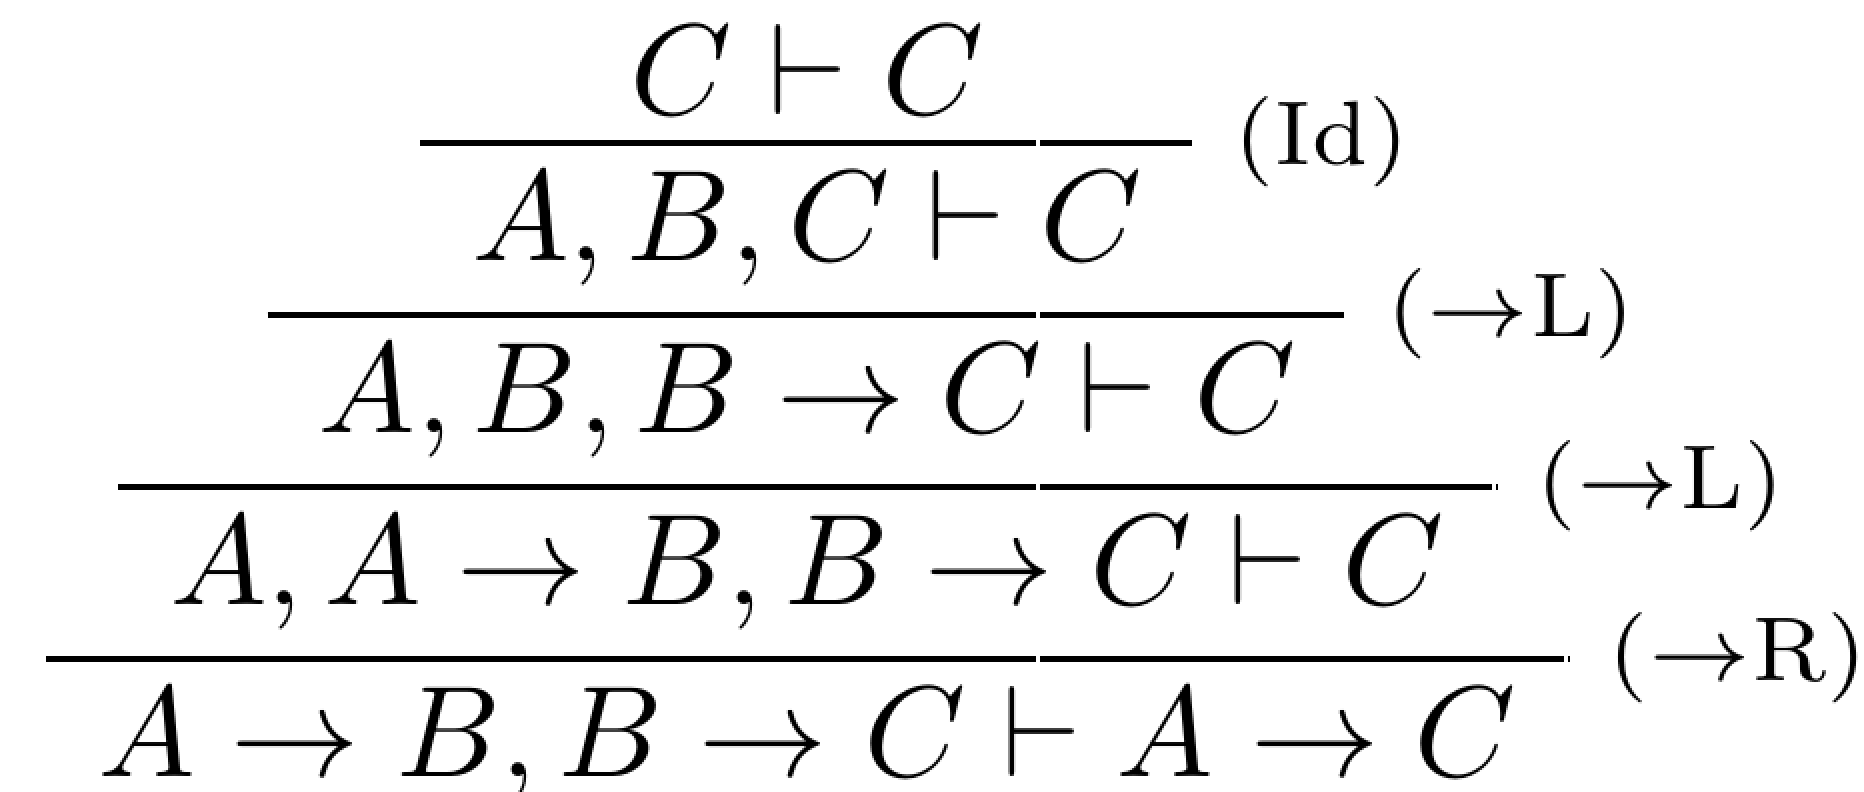 C ⊢ C
(Id)
A, B, C ⊢ C
(→L)
A, B, B → C ⊢ C
(→L)
A, A → B, B → C ⊢ C
(→R)
A → B, B → C ⊢ A → C